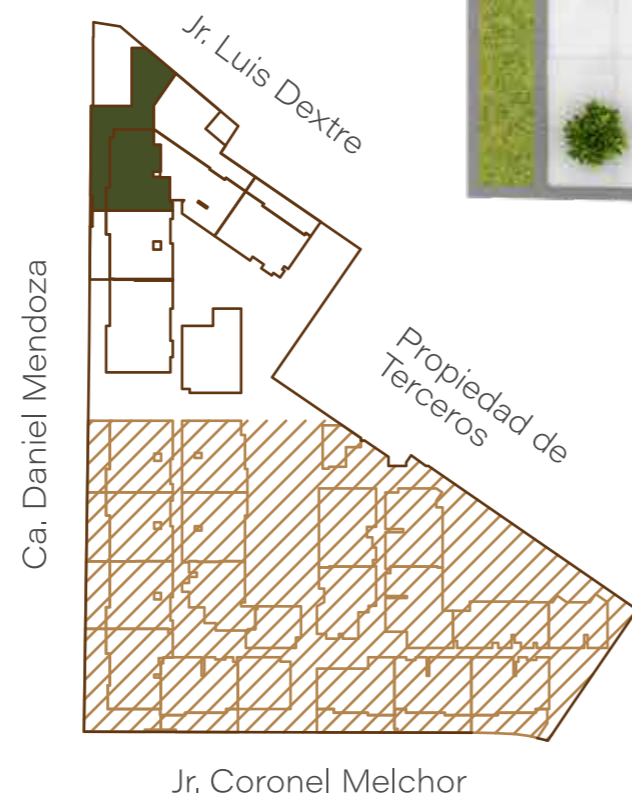 Jr. Luis Dextre
Ca. Daniel Mendoza
Propiedad de
Terceros
Jr. Coronel Melchor